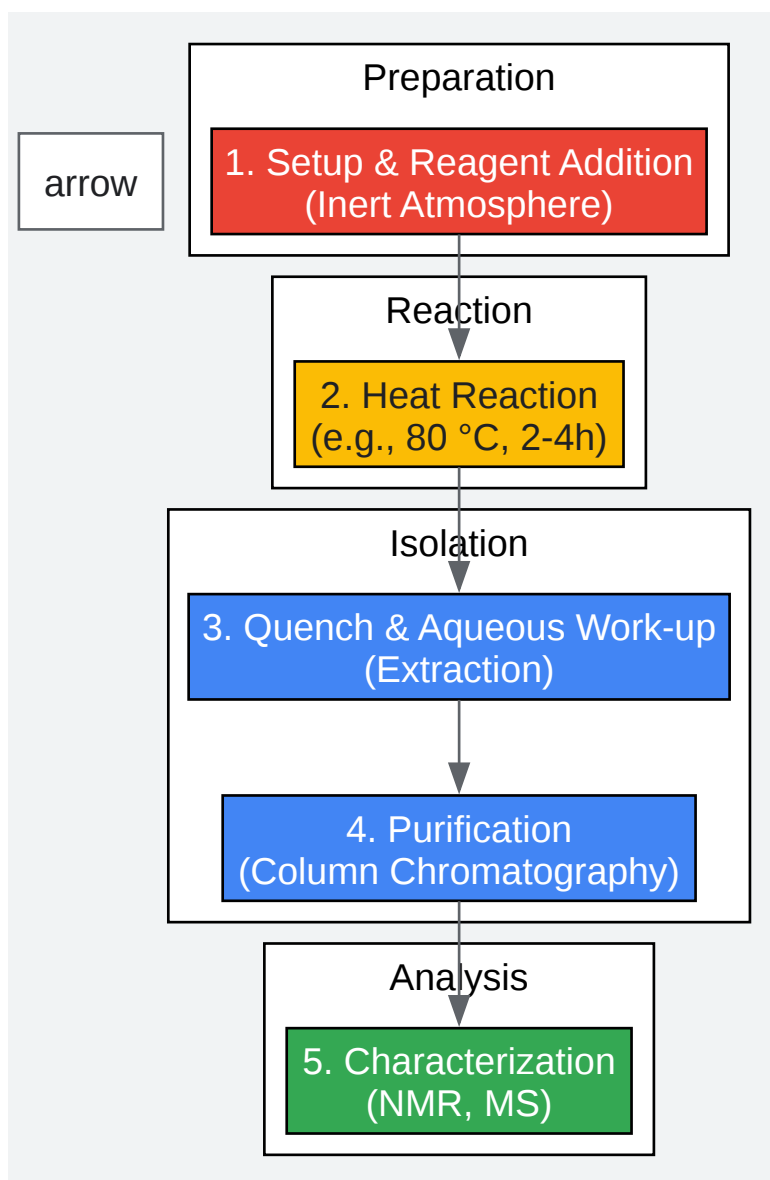 Preparation
arrow
1. Setup & Reagent Addition
(Inert Atmosphere)
Reaction
2. Heat Reaction
(e.g., 80 °C, 2-4h)
Isolation
3. Quench & Aqueous Work-up
(Extraction)
4. Purification
(Column Chromatography)
Analysis
5. Characterization
(NMR, MS)